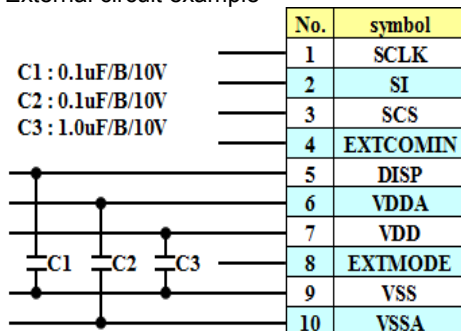 External circuit example
C1 : 0.1uF/B/10V
C2 : 0.1uF/B/10V
C3 : 1.0uF/B/10V
C1 C2 C3
No. symbol
1 SCLK
2 SI
3 SCS
4 EXTCOMIN
5 DISP
6 VDDA
7 VDD
8 EXTMODE
9 VSS
10 VSSA